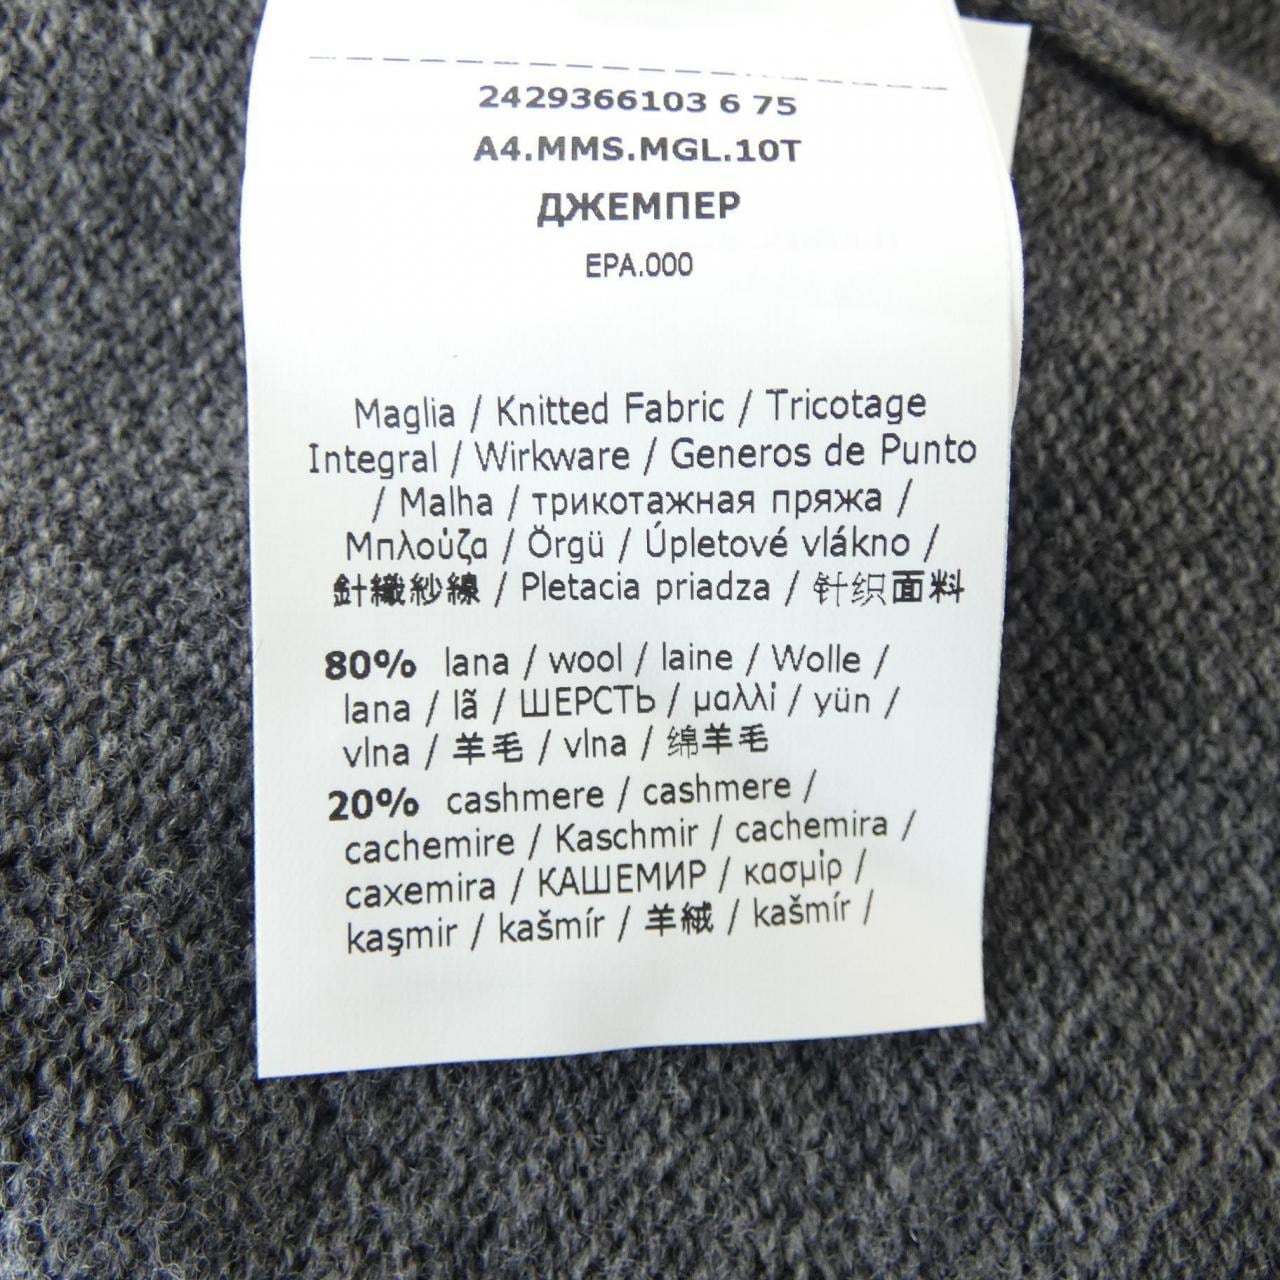 2429366103 6 75
A4.MMS.MGL.10T
ДЖЕМПЕР
EPA.000
Maglia / Knitted Fabric / Tricotage
Integral / Wirkware / Generos de Punto
/ Malha / трикотажная пряжа /
Μπλούζα / Örgü / Úpletové vlákno /
針織紗線 / Pletacia priadza / 针织面料
80% lana / wool / laine / Wolle /
lana / lã / ШЕРСТЬ / μαλλί / yün /
vlna / 羊毛 / vlna / 绵羊毛
20% cashmere / cashmere /
cachemire / Kaschmir / cachemira /
caxemira / КАШЕМИР / κασμίρ /
kaşmir / kašmír / 羊絨 / kašmír /